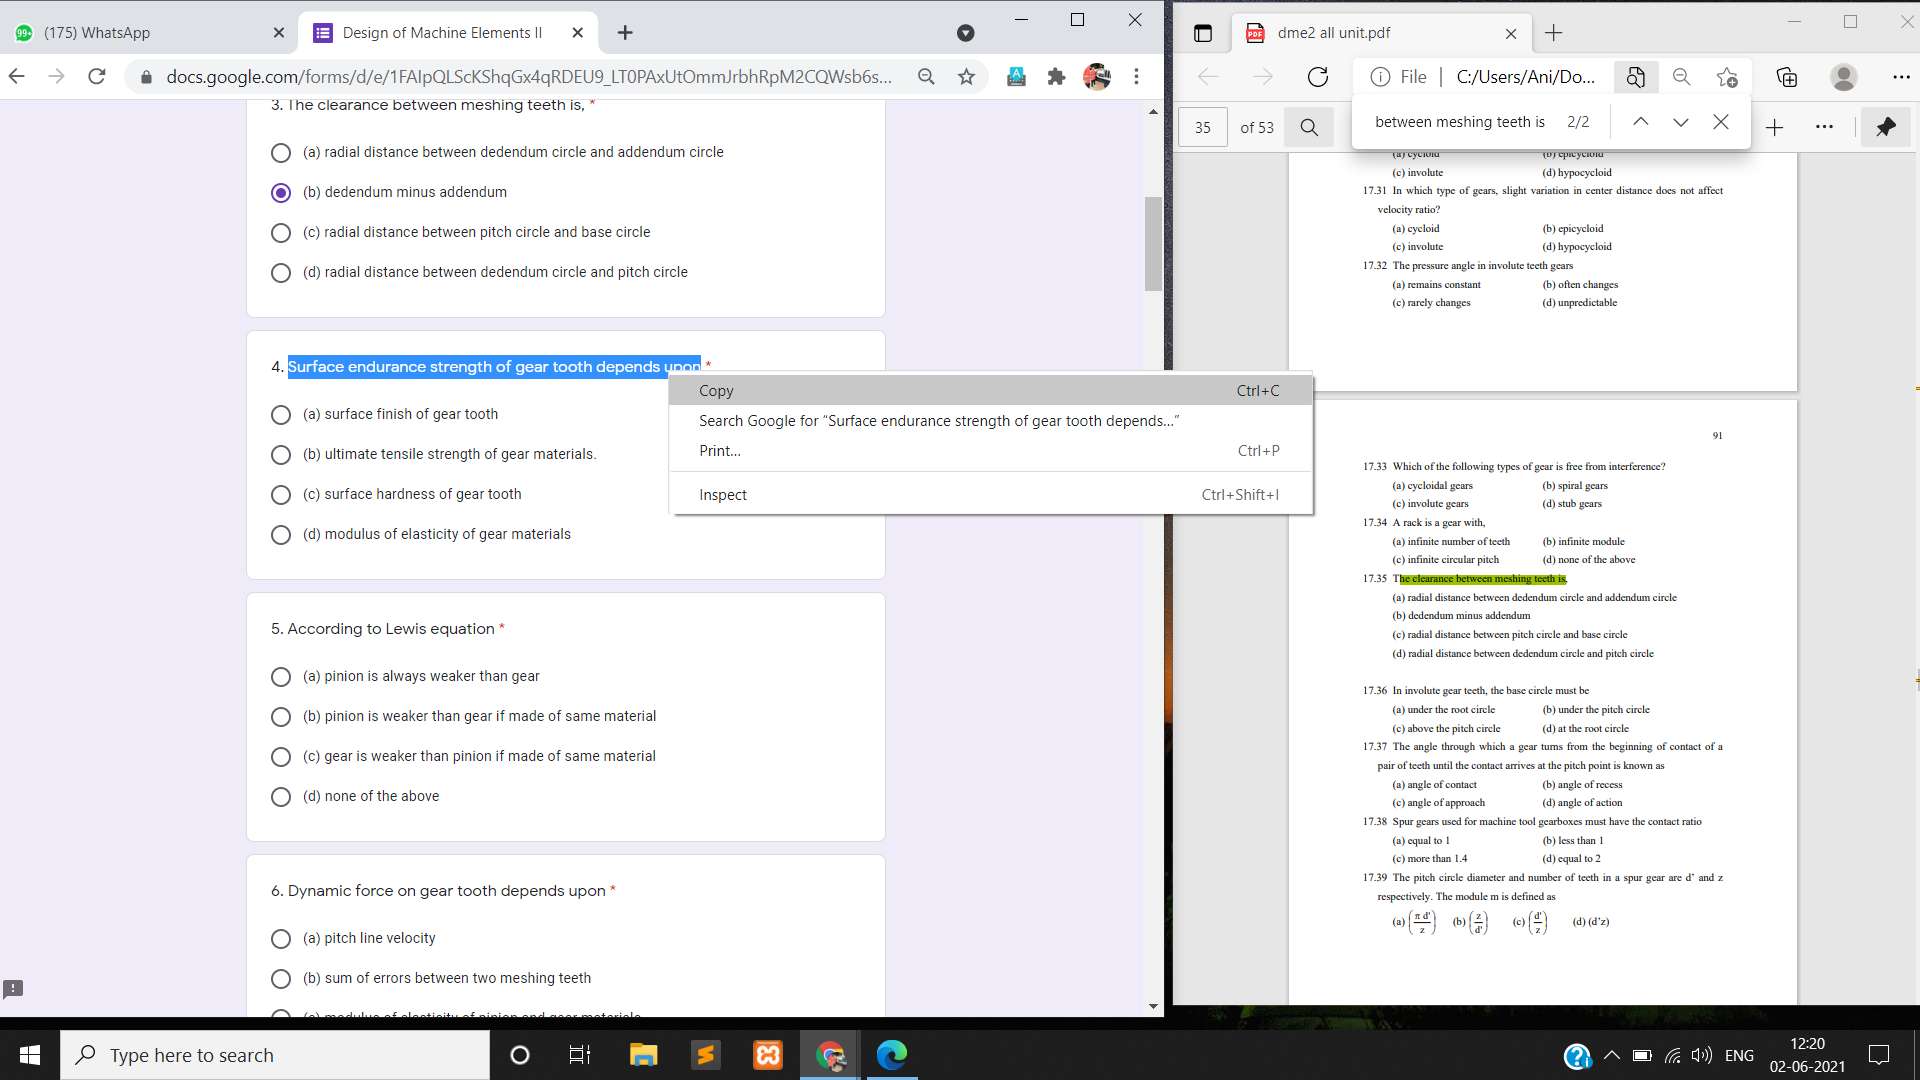 (175) WhatsApp
Design of Machine Elements II
docs.google.com/forms/d/e/1FAIpQLScKShqGx4qRDEU9_LT0PAxUtOmmJrbhRpM2CQWsb6s...
3. The clearance between meshing teeth is, *
(a) radial distance between dedendum circle and addendum circle
(b) dedendum minus addendum
(c) radial distance between pitch circle and base circle
(d) radial distance between dedendum circle and pitch circle
4. Surface endurance strength of gear tooth depends upon *
(a) surface finish of gear tooth
(b) ultimate tensile strength of gear materials.
(c) surface hardness of gear tooth
(d) modulus of elasticity of gear materials
Copy Ctrl+C
Search Google for “Surface endurance strength of gear tooth depends...”
Print... Ctrl+P
Inspect Ctrl+Shift+I
5. According to Lewis equation *
(a) pinion is always weaker than gear
(b) pinion is weaker than gear if made of same material
(c) gear is weaker than pinion if made of same material
(d) none of the above
6. Dynamic force on gear tooth depends upon *
(a) pitch line velocity
(b) sum of errors between two meshing teeth
(c) modulus of elasticity of pinion and gear materials
dme2 all unit.pdf
File C:/Users/Ani/Do...
35 of 53
between meshing teeth is 2/2
(a) cycloid (b) epicycloid
(c) involute (d) hypocycloid
17.31 In which type of gears, slight variation in center distance does not affect
velocity ratio?
(a) cycloid (b) epicycloid
(c) involute (d) hypocycloid
17.32 The pressure angle in involute teeth gears
(a) remains constant (b) often changes
(c) rarely changes (d) unpredictable
91
17.33 Which of the following types of gear is free from interference?
(a) cycloidal gears (b) spiral gears
(c) involute gears (d) stub gears
17.34 A rack is a gear with,
(a) infinite number of teeth (b) infinite module
(c) infinite circular pitch (d) none of the above
17.35 The clearance between meshing teeth is,
(a) radial distance between dedendum circle and addendum circle
(b) dedendum minus addendum
(c) radial distance between pitch circle and base circle
(d) radial distance between dedendum circle and pitch circle
17.36 In involute gear teeth, the base circle must be
(a) under the root circle (b) under the pitch circle
(c) above the pitch circle (d) at the root circle
17.37 The angle through which a gear turns from the beginning of contact of a
pair of teeth until the contact arrives at the pitch point is known as
(a) angle of contact (b) angle of recess
(c) angle of approach (d) angle of action
17.38 Spur gears used for machine tool gearboxes must have the contact ratio
(a) equal to 1 (b) less than 1
(c) more than 1.4 (d) equal to 2
17.39 The pitch circle diameter and number of teeth in a spur gear are d' and z
respectively. The module m is defined as
(a) (π d'/z) (b) (z/d') (c) (d'/z) (d) (d'z)
Type here to search
ENG
12:20
02-06-2021